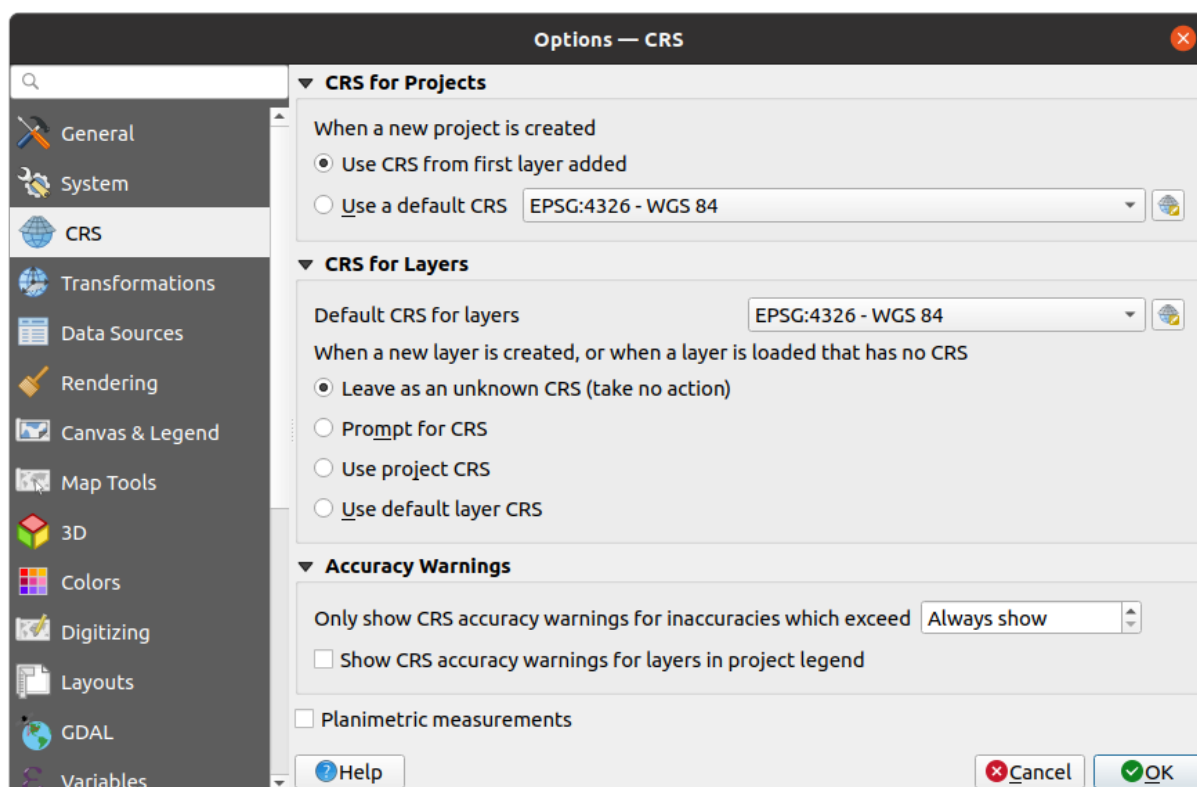 Options — CRS
General
System
CRS
Transformations
Data Sources
Rendering
Canvas & Legend
Map Tools
3D
Colors
Digitizing
Layouts
GDAL
Variables
CRS for Projects
When a new project is created
Use CRS from first layer added
Use a default CRS EPSG:4326 - WGS 84
CRS for Layers
Default CRS for layers EPSG:4326 - WGS 84
When a new layer is created, or when a layer is loaded that has no CRS
Leave as an unknown CRS (take no action)
Prompt for CRS
Use project CRS
Use default layer CRS
Accuracy Warnings
Only show CRS accuracy warnings for inaccuracies which exceed Always show
Show CRS accuracy warnings for layers in project legend
Planimetric measurements
Help Cancel OK